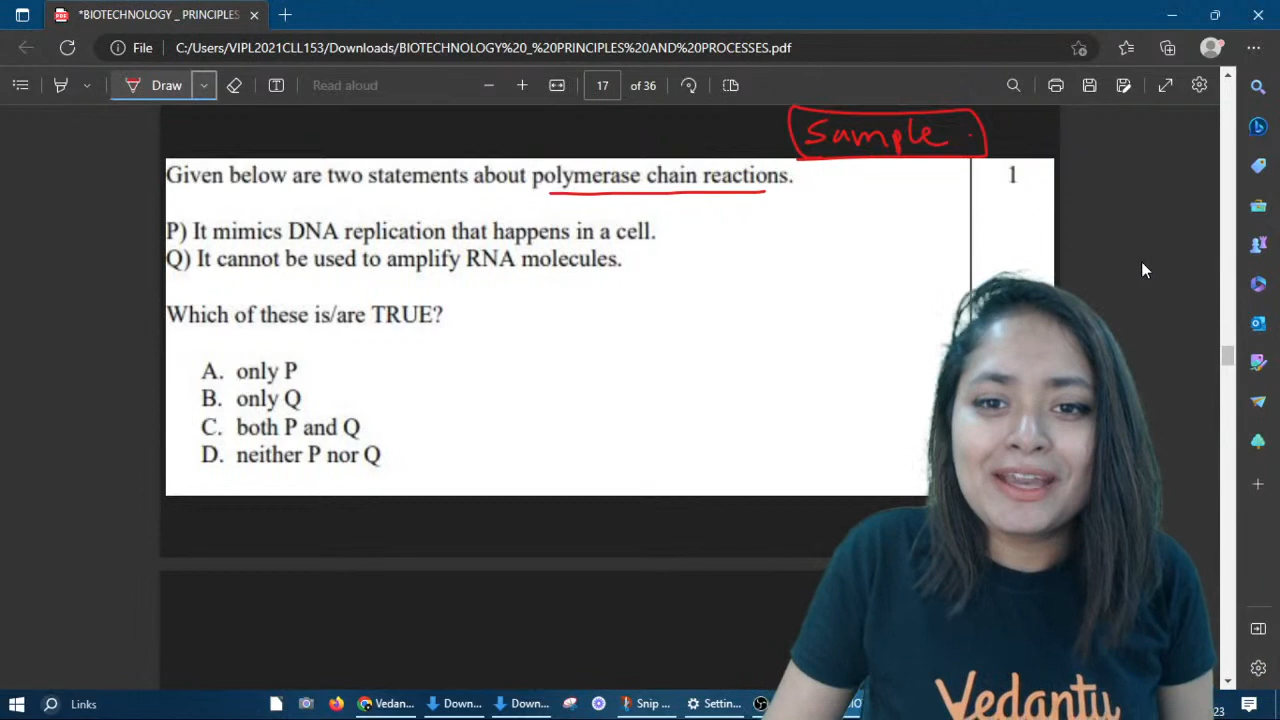 *BIOTECHNOLOGY _ PRINCIPLES
File
C:/Users/VIPL2021CLL153/Downloads/BIOTECHNOLOGY%20_%20PRINCIPLES%20AND%20PROCESSES.pdf
Draw
Read aloud
17 of 36
Sample
Given below are two statements about polymerase chain reactions. 1
P) It mimics DNA replication that happens in a cell.
Q) It cannot be used to amplify RNA molecules.
Which of these is/are TRUE?
A. only P
B. only Q
C. both P and Q
D. neither P nor Q
Vedantu
Links
Vedan...
Down...
Down...
Snip ...
Settin...
23